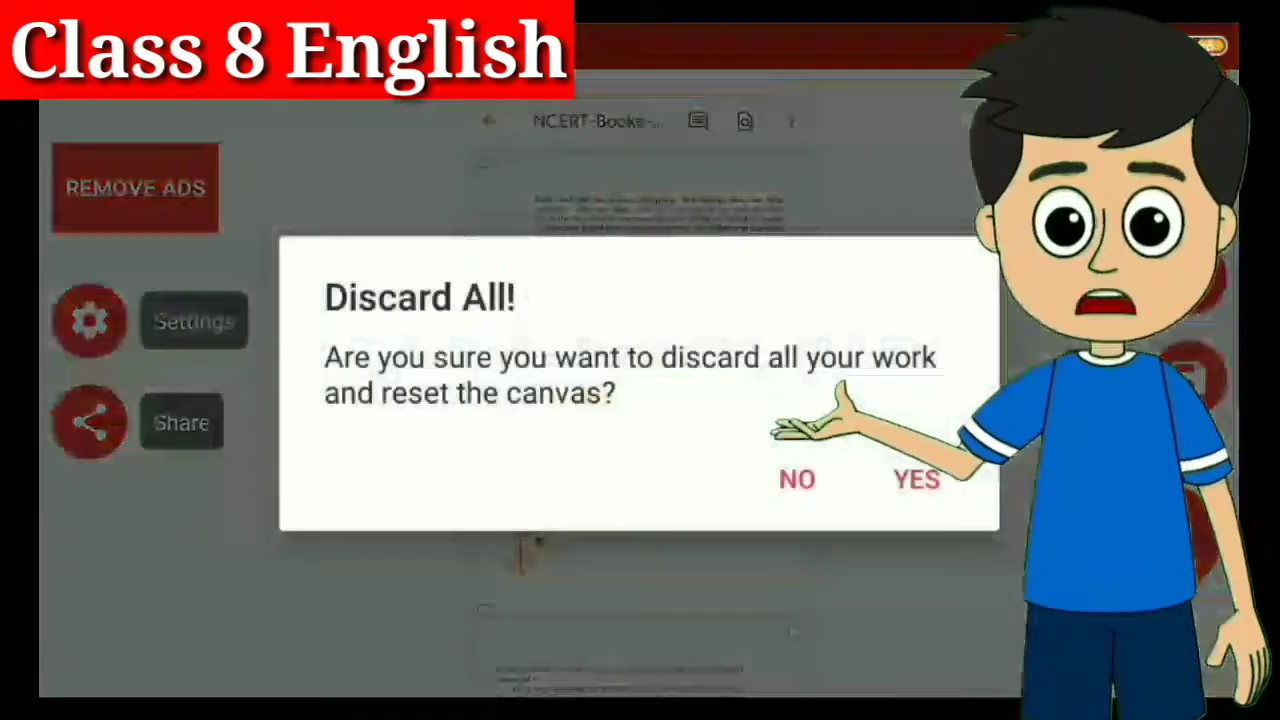 Class 8 English
NCERT-Books-...
REMOVE ADS
Discard All!
Settings
Are you sure you want to discard all your work
and reset the canvas?
Share
NO YES